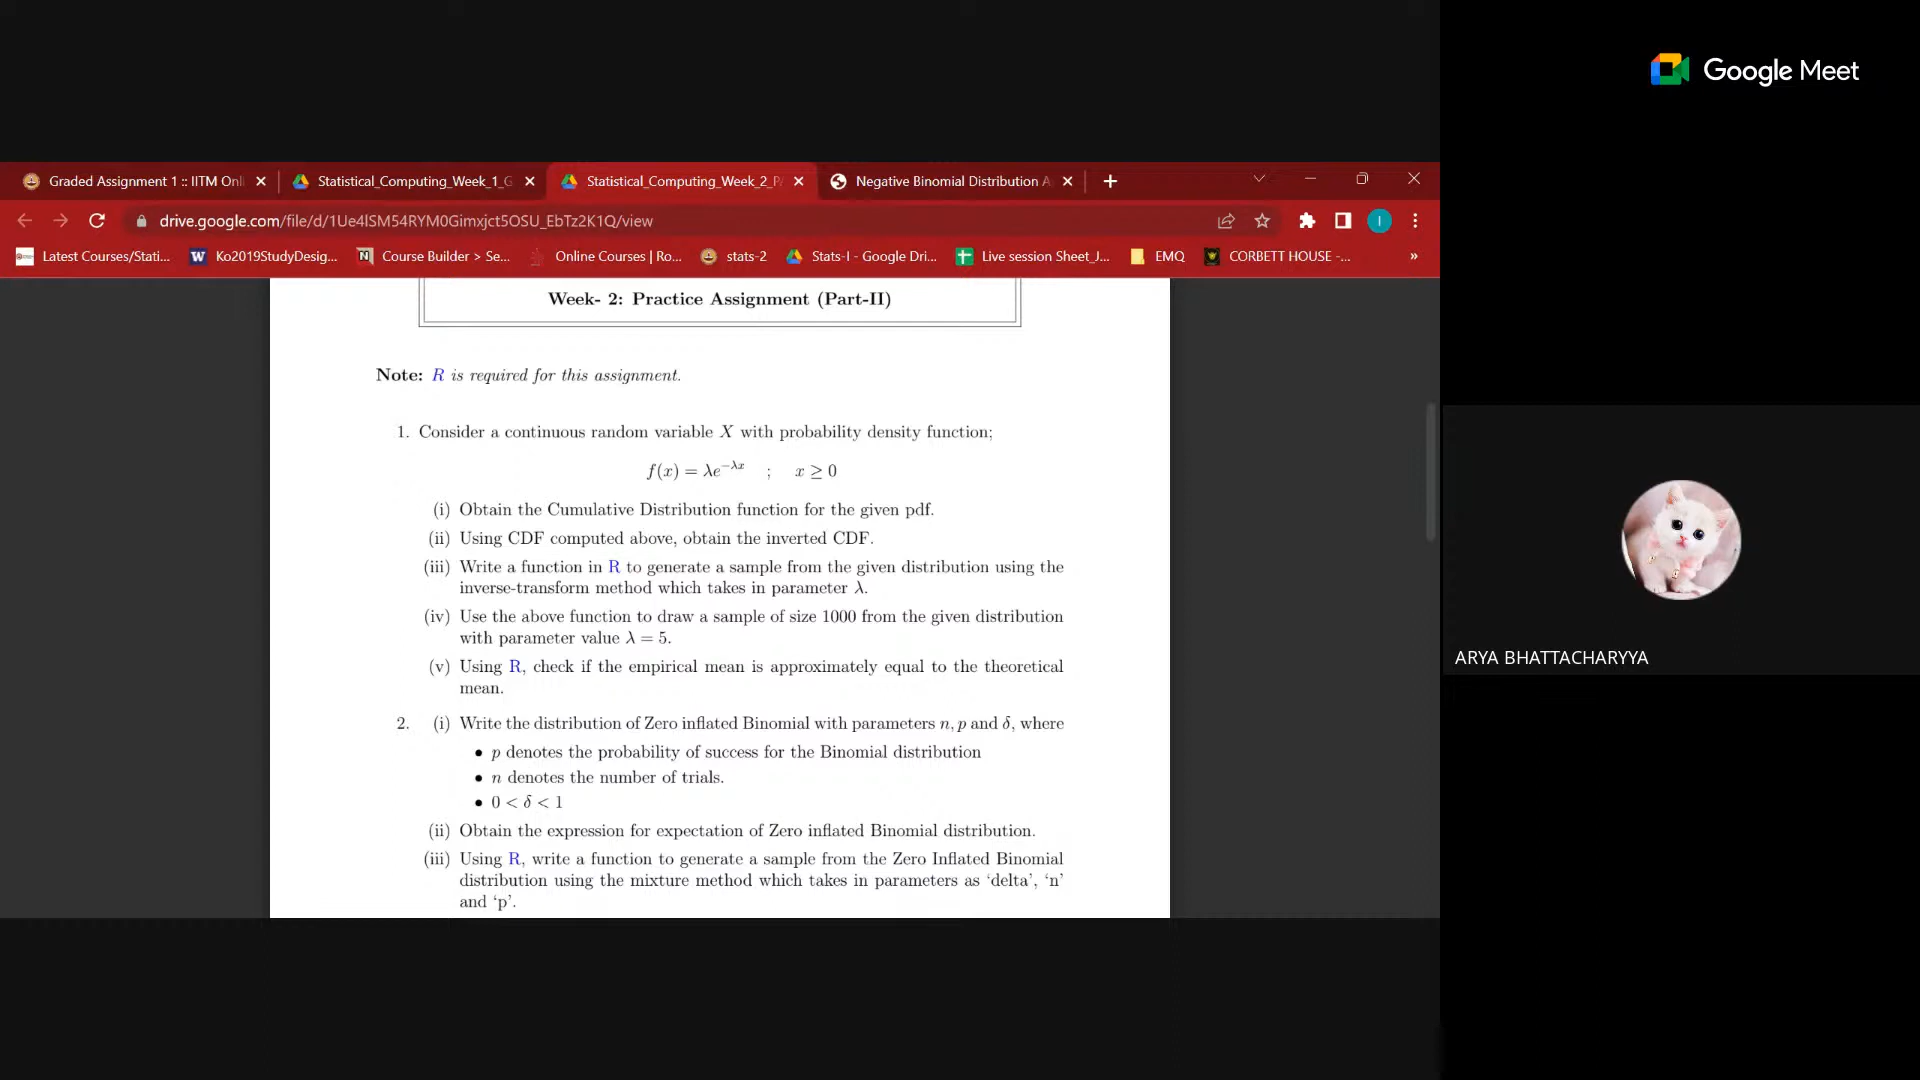 Google Meet
Graded Assignment 1 :: IITM Onl
Statistical_Computing_Week_1_G
Statistical_Computing_Week_2_P
Negative Binomial Distribution A
drive.google.com/file/d/1Ue4lSM54RYM0Gimxjct5OSU_EbTz2K1Q/view
I
Latest Courses/Stati...
W Ko2019StudyDesig...
N Course Builder > Se...
Online Courses | Ro...
stats-2
Stats-I - Google Dri...
Live session Sheet_J...
EMQ
CORBETT HOUSE -...
»
Week- 2: Practice Assignment (Part-II)
Note: R is required for this assignment.
1. Consider a continuous random variable X with probability density function;
f(x) = λe^{−λx} ; x ≥ 0
(i) Obtain the Cumulative Distribution function for the given pdf.
(ii) Using CDF computed above, obtain the inverted CDF.
(iii) Write a function in R to generate a sample from the given distribution using the
inverse-transform method which takes in parameter λ.
(iv) Use the above function to draw a sample of size 1000 from the given distribution
with parameter value λ = 5.
(v) Using R, check if the empirical mean is approximately equal to the theoretical
mean.
2. (i) Write the distribution of Zero inflated Binomial with parameters n, p and δ, where
• p denotes the probability of success for the Binomial distribution
• n denotes the number of trials.
• 0 < δ < 1
(ii) Obtain the expression for expectation of Zero inflated Binomial distribution.
(iii) Using R, write a function to generate a sample from the Zero Inflated Binomial
distribution using the mixture method which takes in parameters as ‘delta’, ‘n’
and ‘p’.
ARYA BHATTACHARYYA